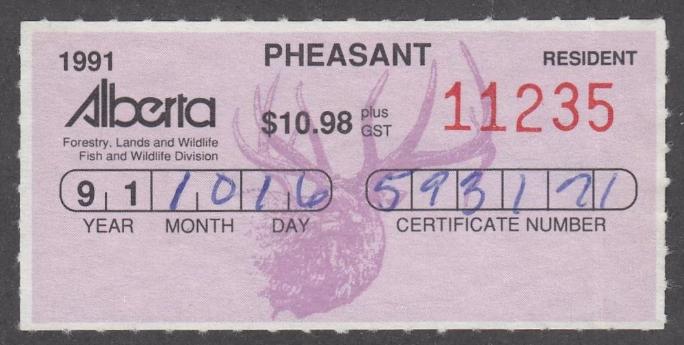 1991 PHEASANT RESIDENT
Alberta $10.98 plus GST 11235
Forestry, Lands and Wildlife
Fish and Wildlife Division
9 1 1 0 1 6 5 9 3 1 7 1
YEAR MONTH DAY CERTIFICATE NUMBER